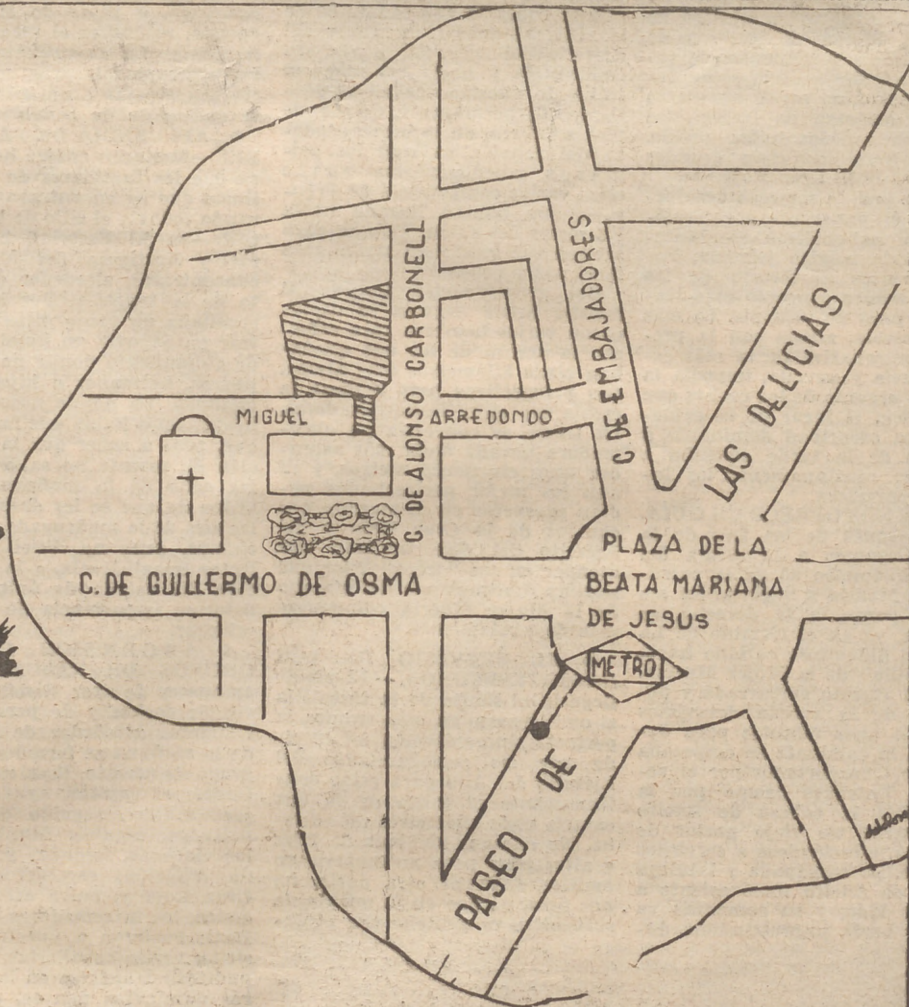 C. DE EMBAJADORES
C. DE ALONSO CARBONELL
LAS DELICIAS
MIGUEL ARREDONDO
PLAZA DE LA
BEATA MARIANA
DE JESUS
C. DE GUILLERMO DE OSMA
METRO
PASEO DE